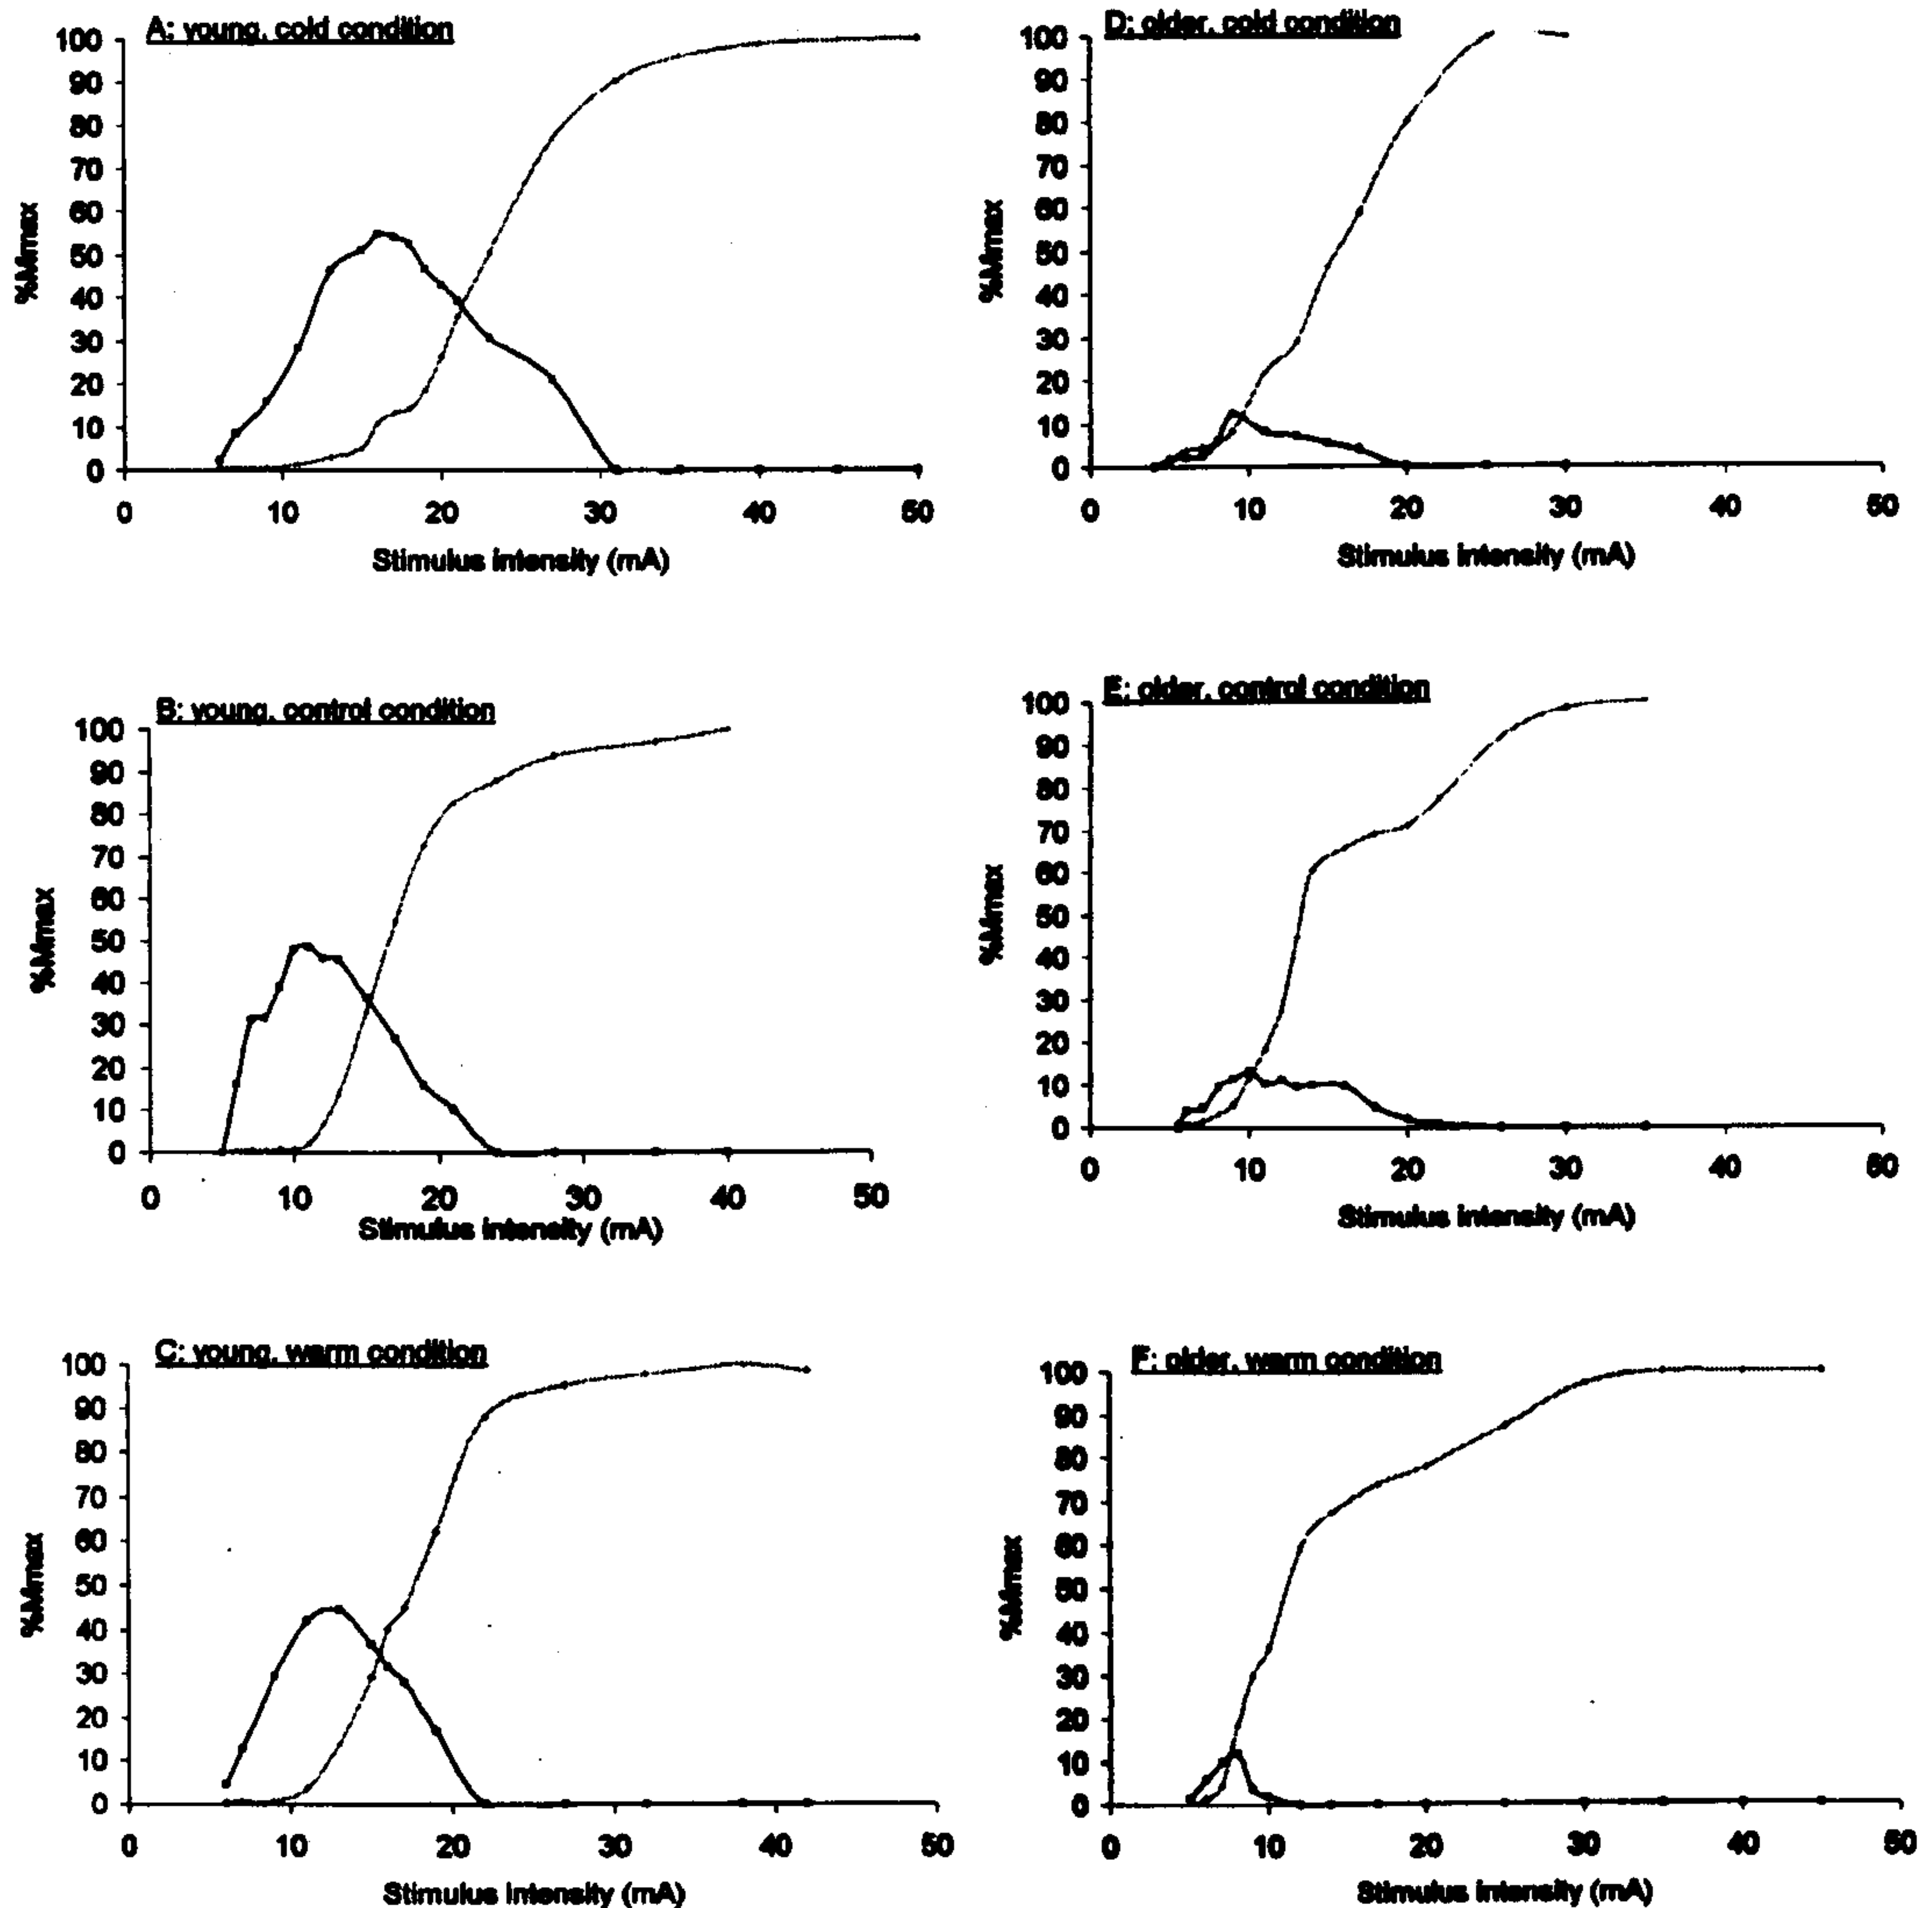 A: young, cold condition
100
90
80
70
60
50
40
30
20
10
0
%Mmax
0 10 20 30 40 50
Stimulus intensity (mA)
D: older, cold condition
100
90
80
70
60
50
40
30
20
10
0
%Mmax
0 10 20 30 40 50
Stimulus intensity (mA)
B: young, control condition
100
90
80
70
60
50
40
30
20
10
0
%Mmax
0 10 20 30 40 50
Stimulus intensity (mA)
E: older, control condition
100
90
80
70
60
50
40
30
20
10
0
%Mmax
0 10 20 30 40 50
Stimulus intensity (mA)
C: young, warm condition
100
90
80
70
60
50
40
30
20
10
0
%Mmax
0 10 20 30 40 50
Stimulus intensity (mA)
F: older, warm condition
100
90
80
70
60
50
40
30
20
10
0
%Mmax
0 10 20 30 40 50
Stimulus intensity (mA)